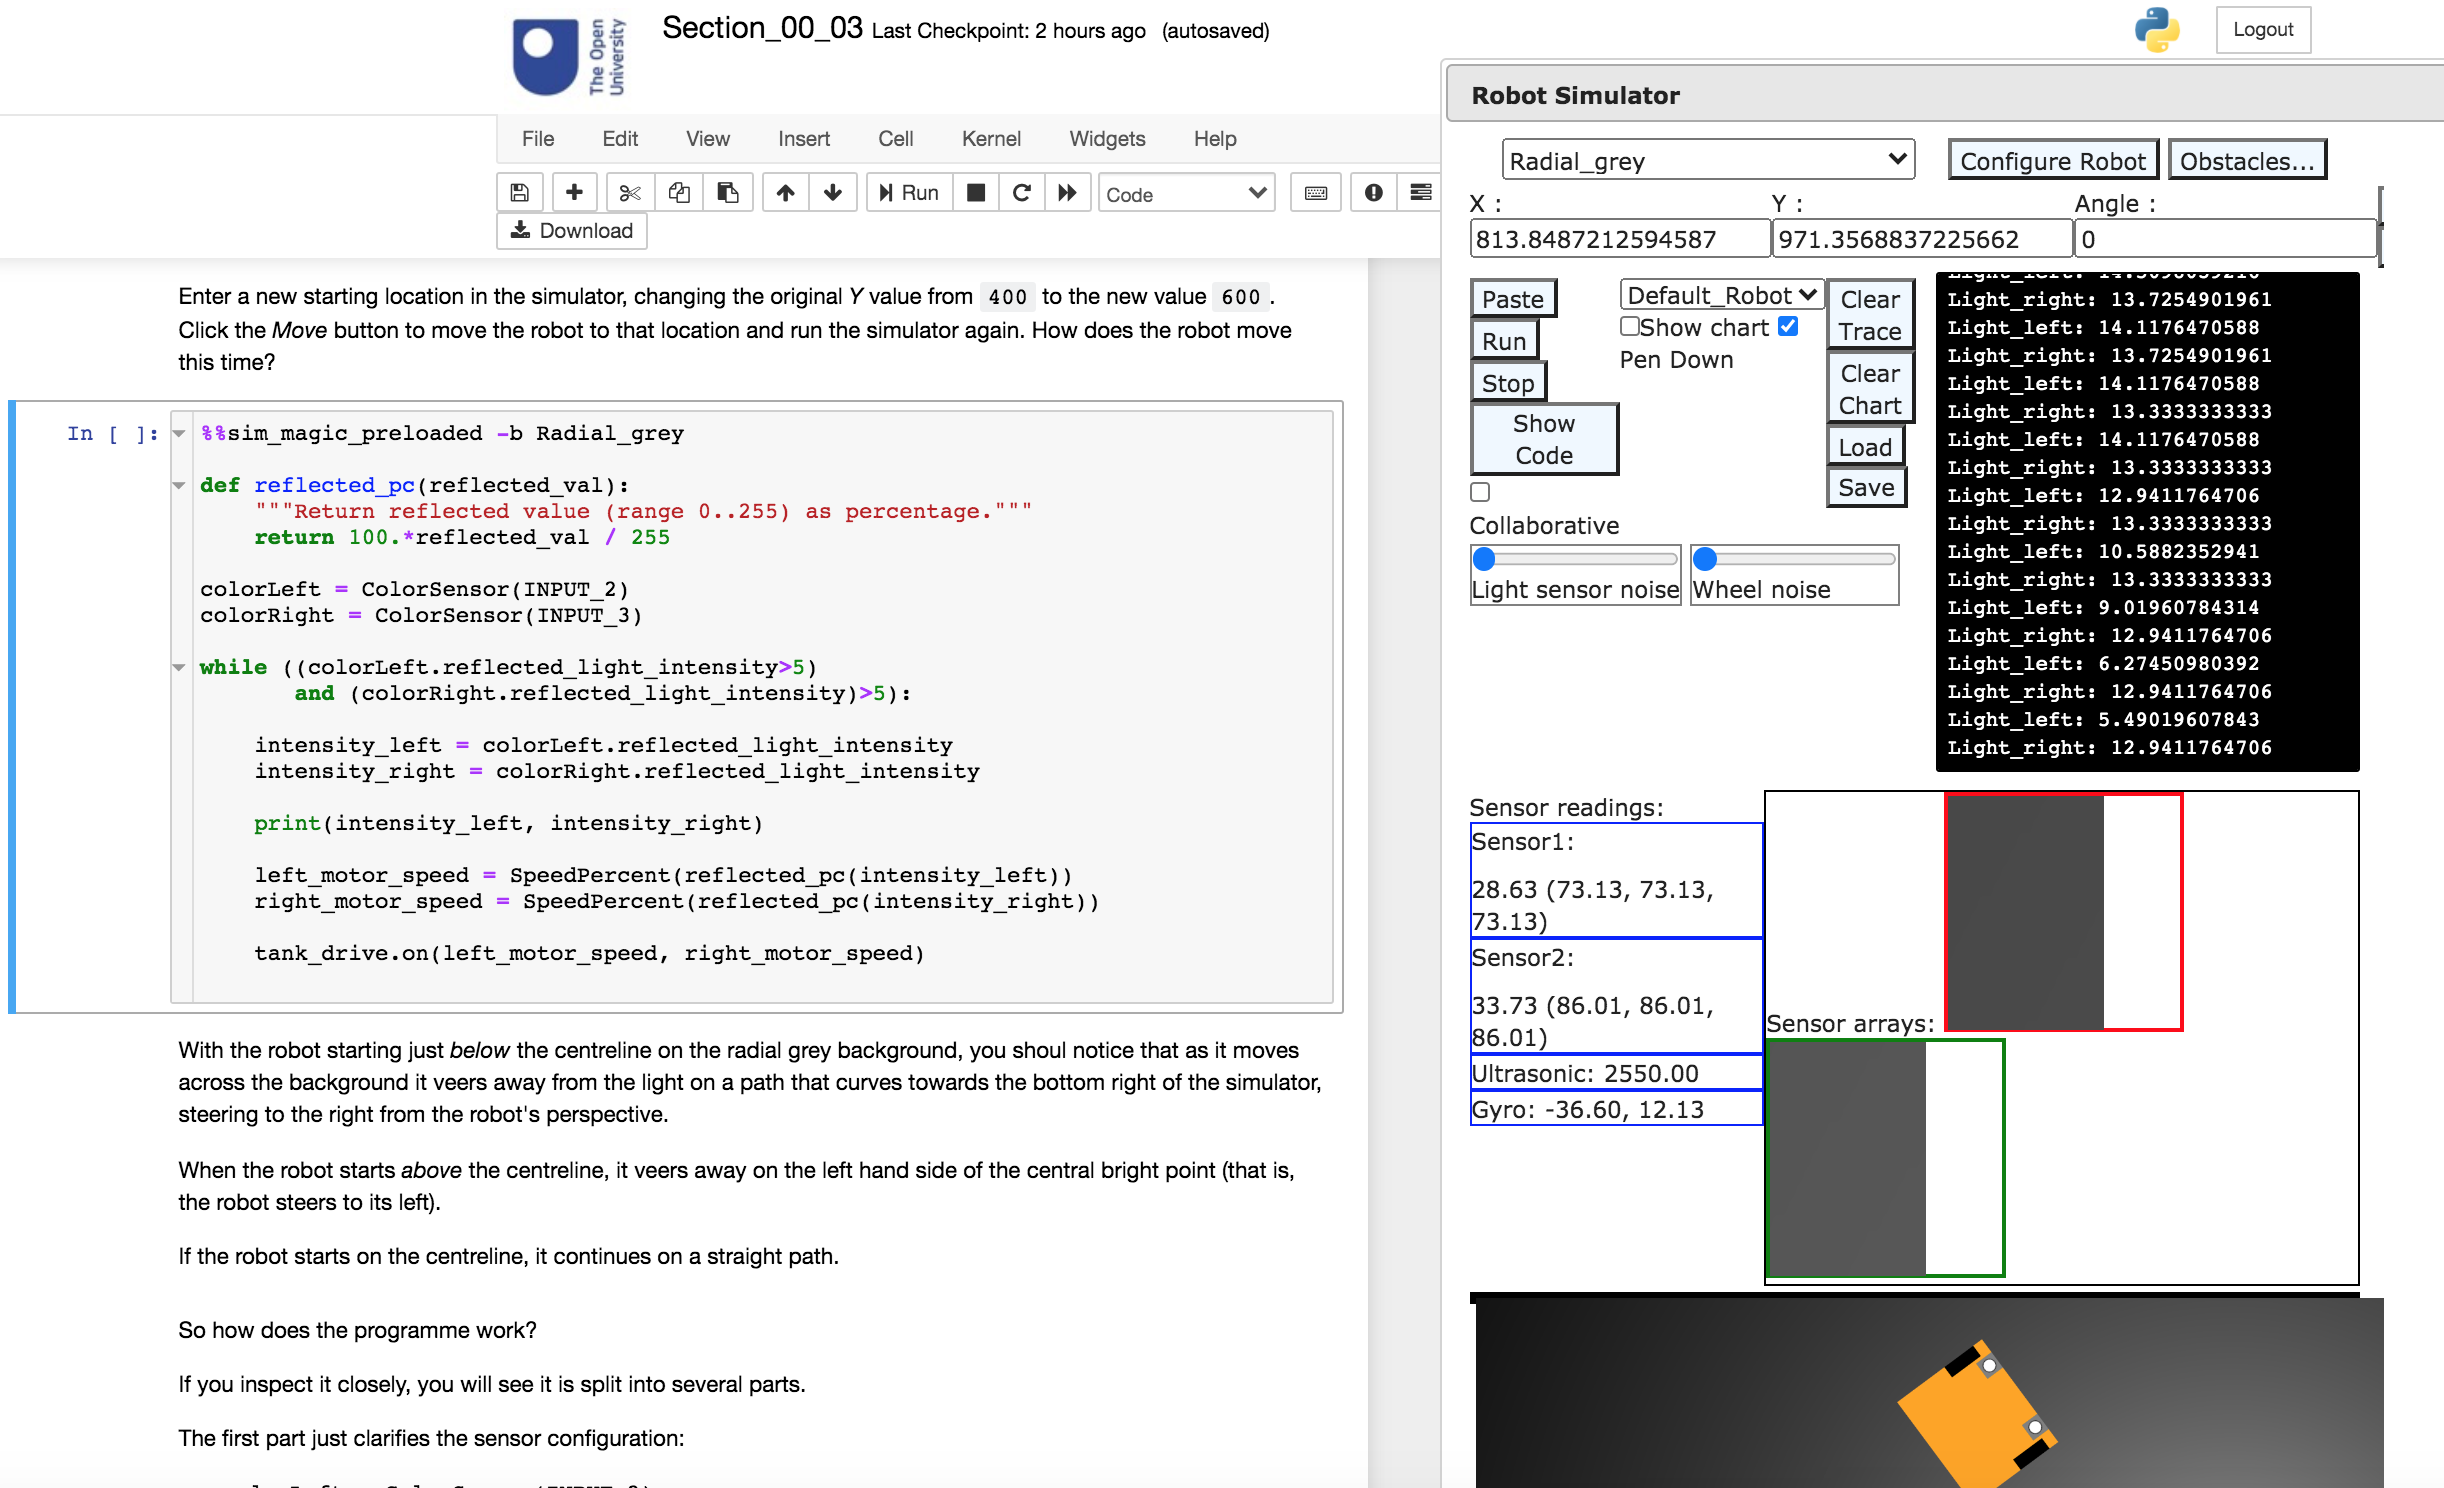 The Open University
Section_00_03 Last Checkpoint: 2 hours ago (autosaved)
Logout
File Edit View Insert Cell Kernel Widgets Help
Run
Code
Download
Enter a new starting location in the simulator, changing the original Y value from 400 to the new value 600 .
Click the Move button to move the robot to that location and run the simulator again. How does the robot move
this time?
In [ ]:
%%sim_magic_preloaded -b Radial_grey
def reflected_pc(reflected_val):
"""Return reflected value (range 0..255) as percentage."""
return 100.*reflected_val / 255
colorLeft = ColorSensor(INPUT_2)
colorRight = ColorSensor(INPUT_3)
while ((colorLeft.reflected_light_intensity>5)
and (colorRight.reflected_light_intensity)>5):
intensity_left = colorLeft.reflected_light_intensity
intensity_right = colorRight.reflected_light_intensity
print(intensity_left, intensity_right)
left_motor_speed = SpeedPercent(reflected_pc(intensity_left))
right_motor_speed = SpeedPercent(reflected_pc(intensity_right))
tank_drive.on(left_motor_speed, right_motor_speed)
With the robot starting just below the centreline on the radial grey background, you shoul notice that as it moves
across the background it veers away from the light on a path that curves towards the bottom right of the simulator,
steering to the right from the robot's perspective.
When the robot starts above the centreline, it veers away on the left hand side of the central bright point (that is,
the robot steers to its left).
If the robot starts on the centreline, it continues on a straight path.
So how does the programme work?
If you inspect it closely, you will see it is split into several parts.
The first part just clarifies the sensor configuration:
Robot Simulator
Radial_grey
Configure Robot
Obstacles...
X : Y : Angle :
813.8487212594587 971.3568837225662 0
Paste
Run
Stop
Show
Code
Default_Robot
Show chart
Pen Down
Clear
Trace
Clear
Chart
Load
Save
Collaborative
Light sensor noise
Wheel noise
Light_right: 13.7254901961
Light_left: 14.1176470588
Light_right: 13.7254901961
Light_left: 14.1176470588
Light_right: 13.3333333333
Light_left: 14.1176470588
Light_right: 13.3333333333
Light_left: 12.9411764706
Light_right: 13.3333333333
Light_left: 10.5882352941
Light_right: 13.3333333333
Light_left: 9.01960784314
Light_right: 12.9411764706
Light_left: 6.27450980392
Light_right: 12.9411764706
Light_left: 5.49019607843
Light_right: 12.9411764706
Sensor readings:
Sensor1:
28.63 (73.13, 73.13,
73.13)
Sensor2:
33.73 (86.01, 86.01,
86.01)
Ultrasonic: 2550.00
Gyro: -36.60, 12.13
Sensor arrays: